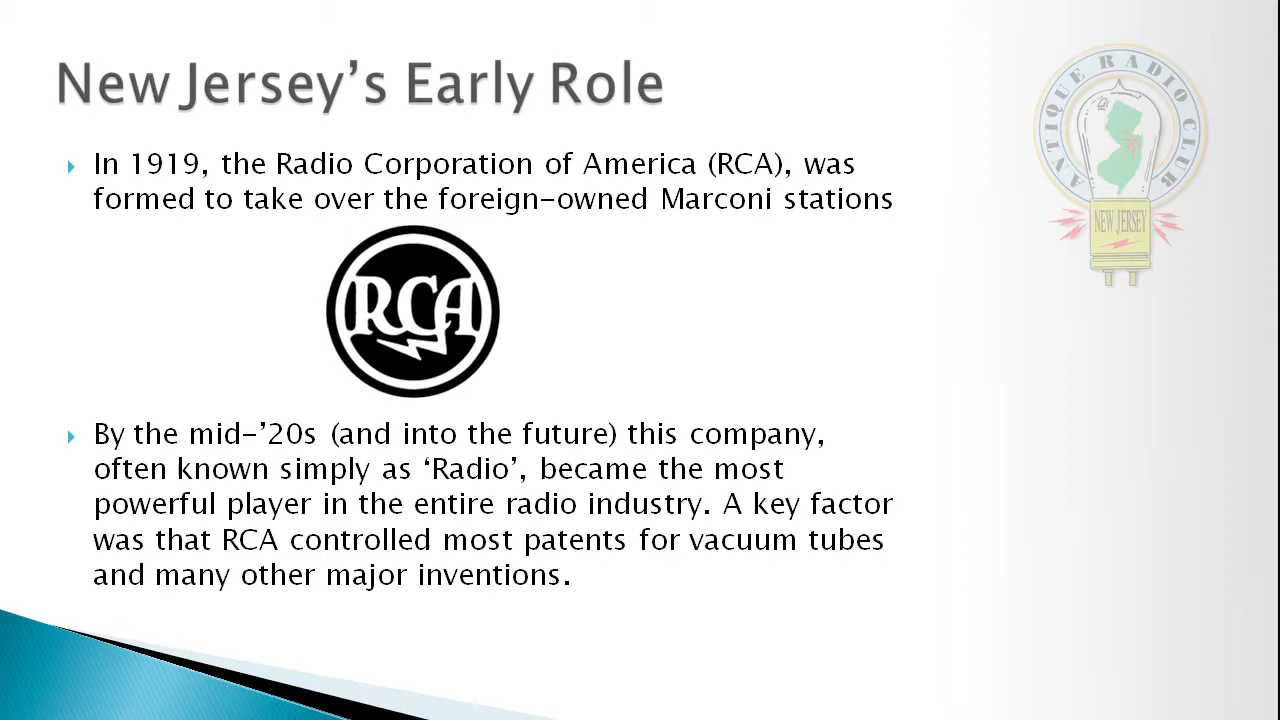 New Jersey’s Early Role
In 1919, the Radio Corporation of America (RCA), was
formed to take over the foreign-owned Marconi stations
RCA
By the mid-’20s (and into the future) this company,
often known simply as ‘Radio’, became the most
powerful player in the entire radio industry. A key factor
was that RCA controlled most patents for vacuum tubes
and many other major inventions.
ANTIQUE RADIO CLUB
NEW JERSEY